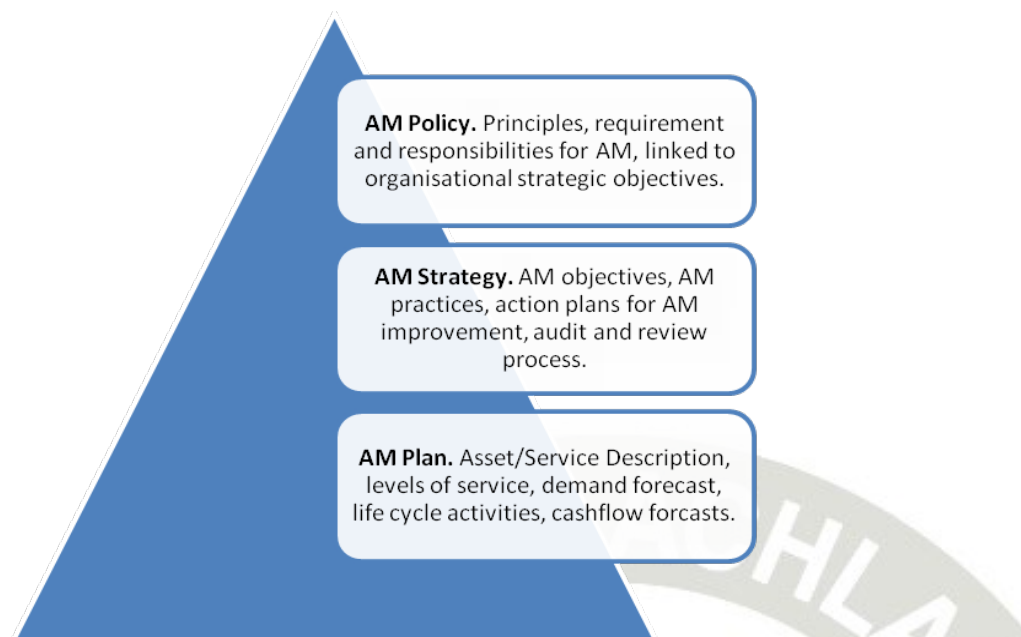 AM Policy. Principles, requirement
and responsibilities for AM, linked to
organisational strategic objectives.
AM Strategy. AM objectives, AM
practices, action plans for AM
improvement, audit and review
process.
AM Plan. Asset/Service Description,
levels of service, demand forecast,
life cycle activities, cashflow forcasts.